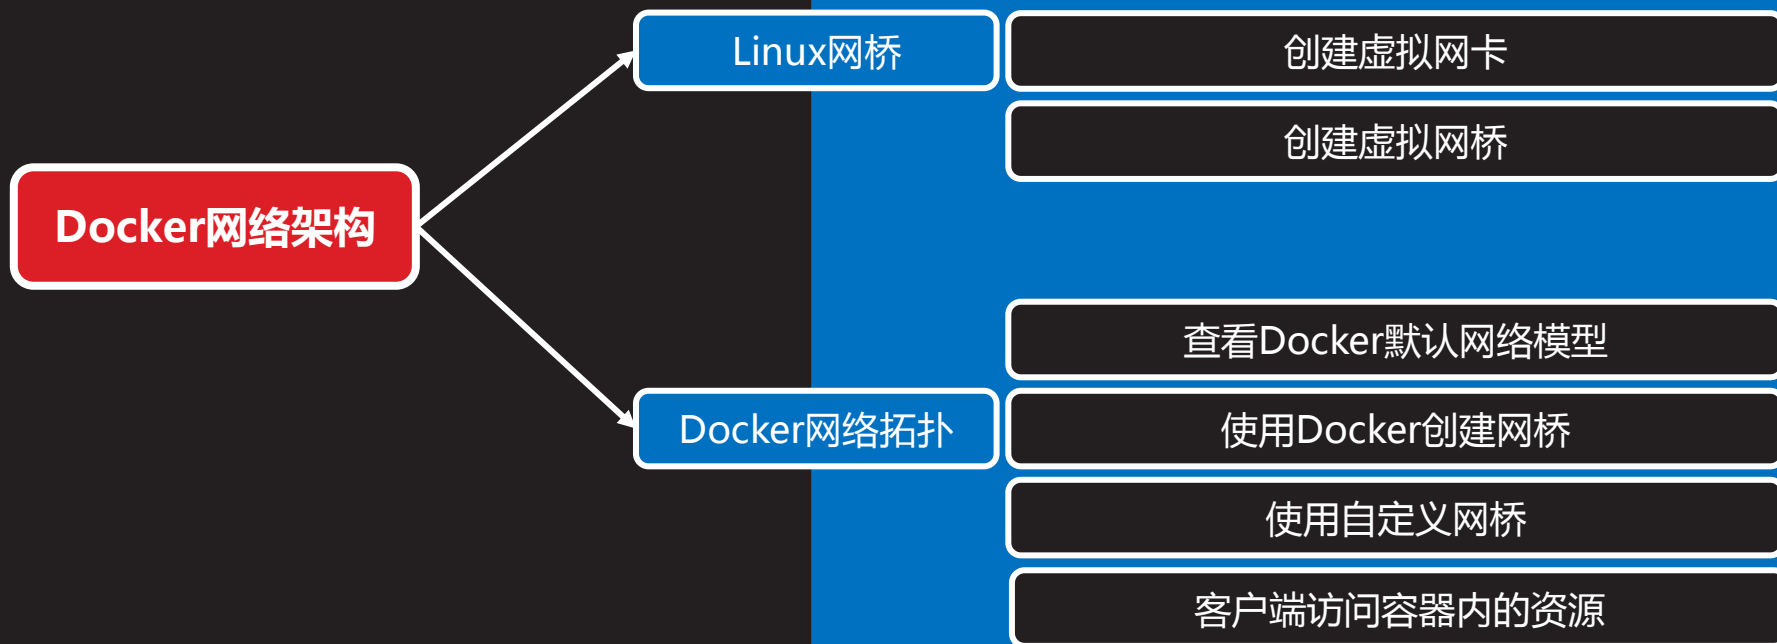 Docker网络架构
Linux网桥
创建虚拟网卡
创建虚拟网桥
Docker网络拓扑
查看Docker默认网络模型
使用Docker创建网桥
使用自定义网桥
客户端访问容器内的资源